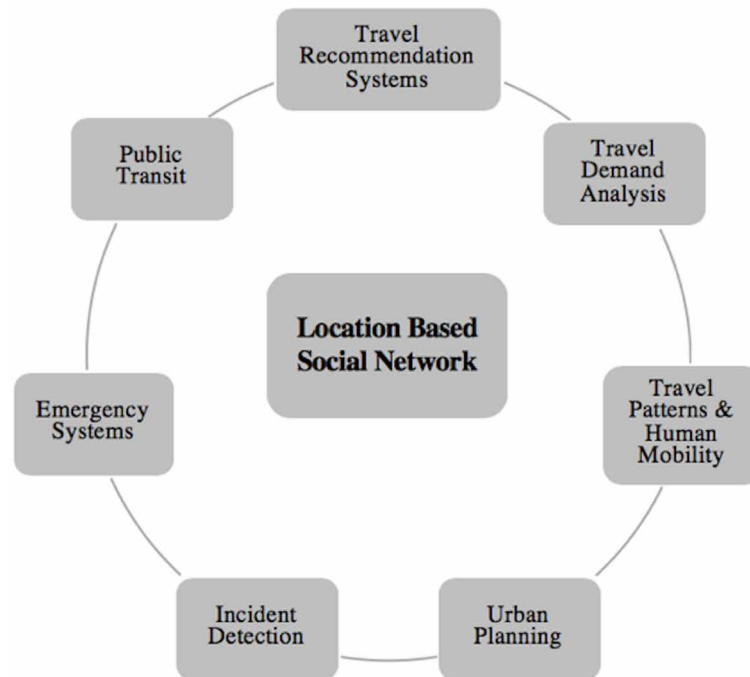 Travel
Recommendation
Systems
Public
Transit
Travel
Demand
Analysis
Location Based
Social Network
Emergency
Systems
Travel
Patterns &
Human
Mobility
Incident
Detection
Urban
Planning